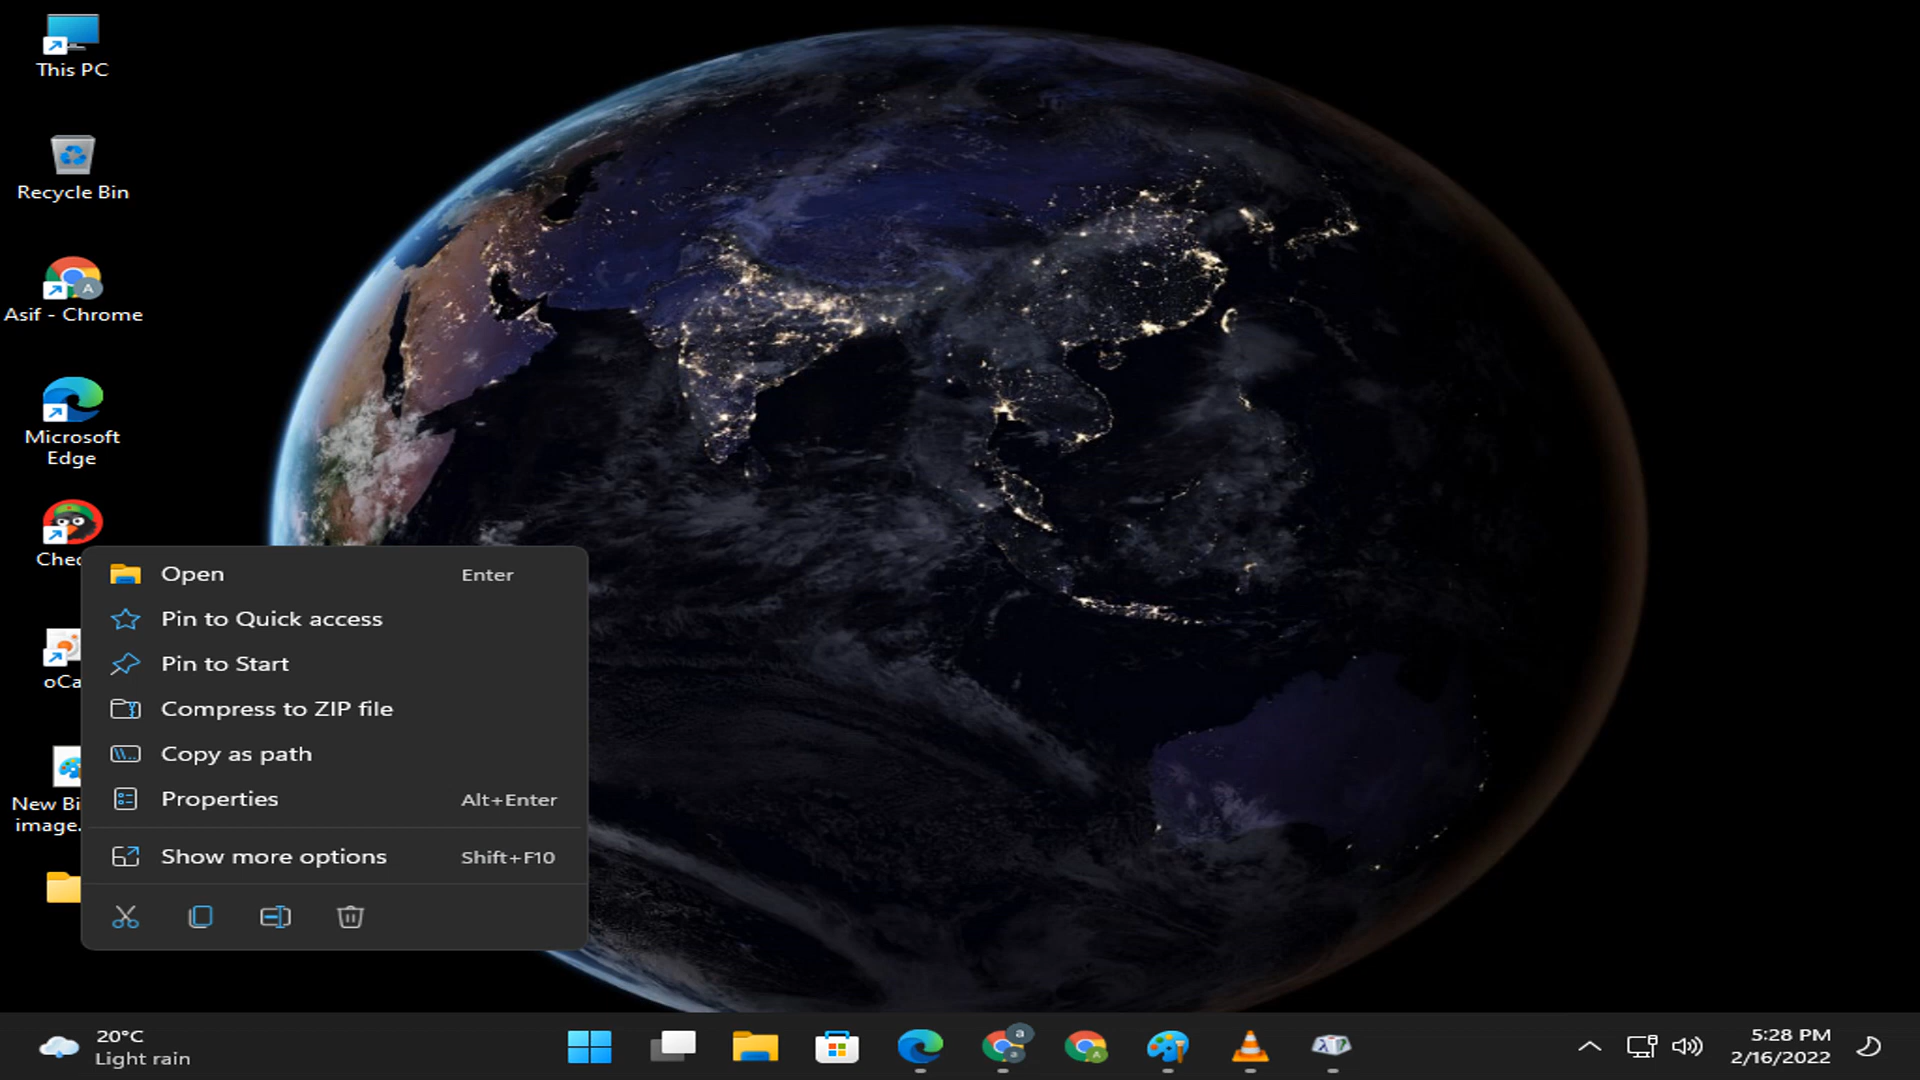 This PC
Recycle Bin
Asif - Chrome
Microsoft
Edge
Chec
oCa
New Bi
image.
Open Enter
Pin to Quick access
Pin to Start
Compress to ZIP file
Copy as path
Properties Alt+Enter
Show more options Shift+F10
20°C
Light rain
5:28 PM
2/16/2022